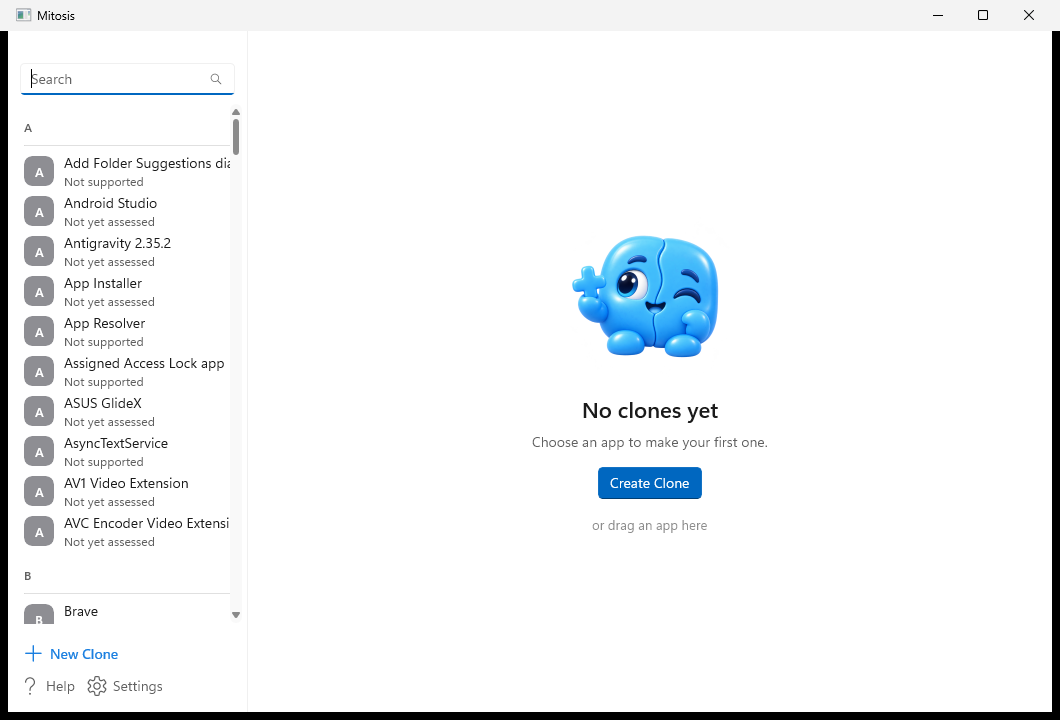 Mitosis
Search
A
A
Add Folder Suggestions dia
Not supported
A
Android Studio
Not yet assessed
A
Antigravity 2.35.2
Not yet assessed
A
App Installer
Not yet assessed
A
App Resolver
Not supported
A
Assigned Access Lock app
Not supported
A
ASUS GlideX
Not yet assessed
A
AsyncTextService
Not supported
A
AV1 Video Extension
Not yet assessed
A
AVC Encoder Video Extensi
Not yet assessed
B
B
Brave
New Clone
Help
Settings
No clones yet
Choose an app to make your first one.
Create Clone
or drag an app here